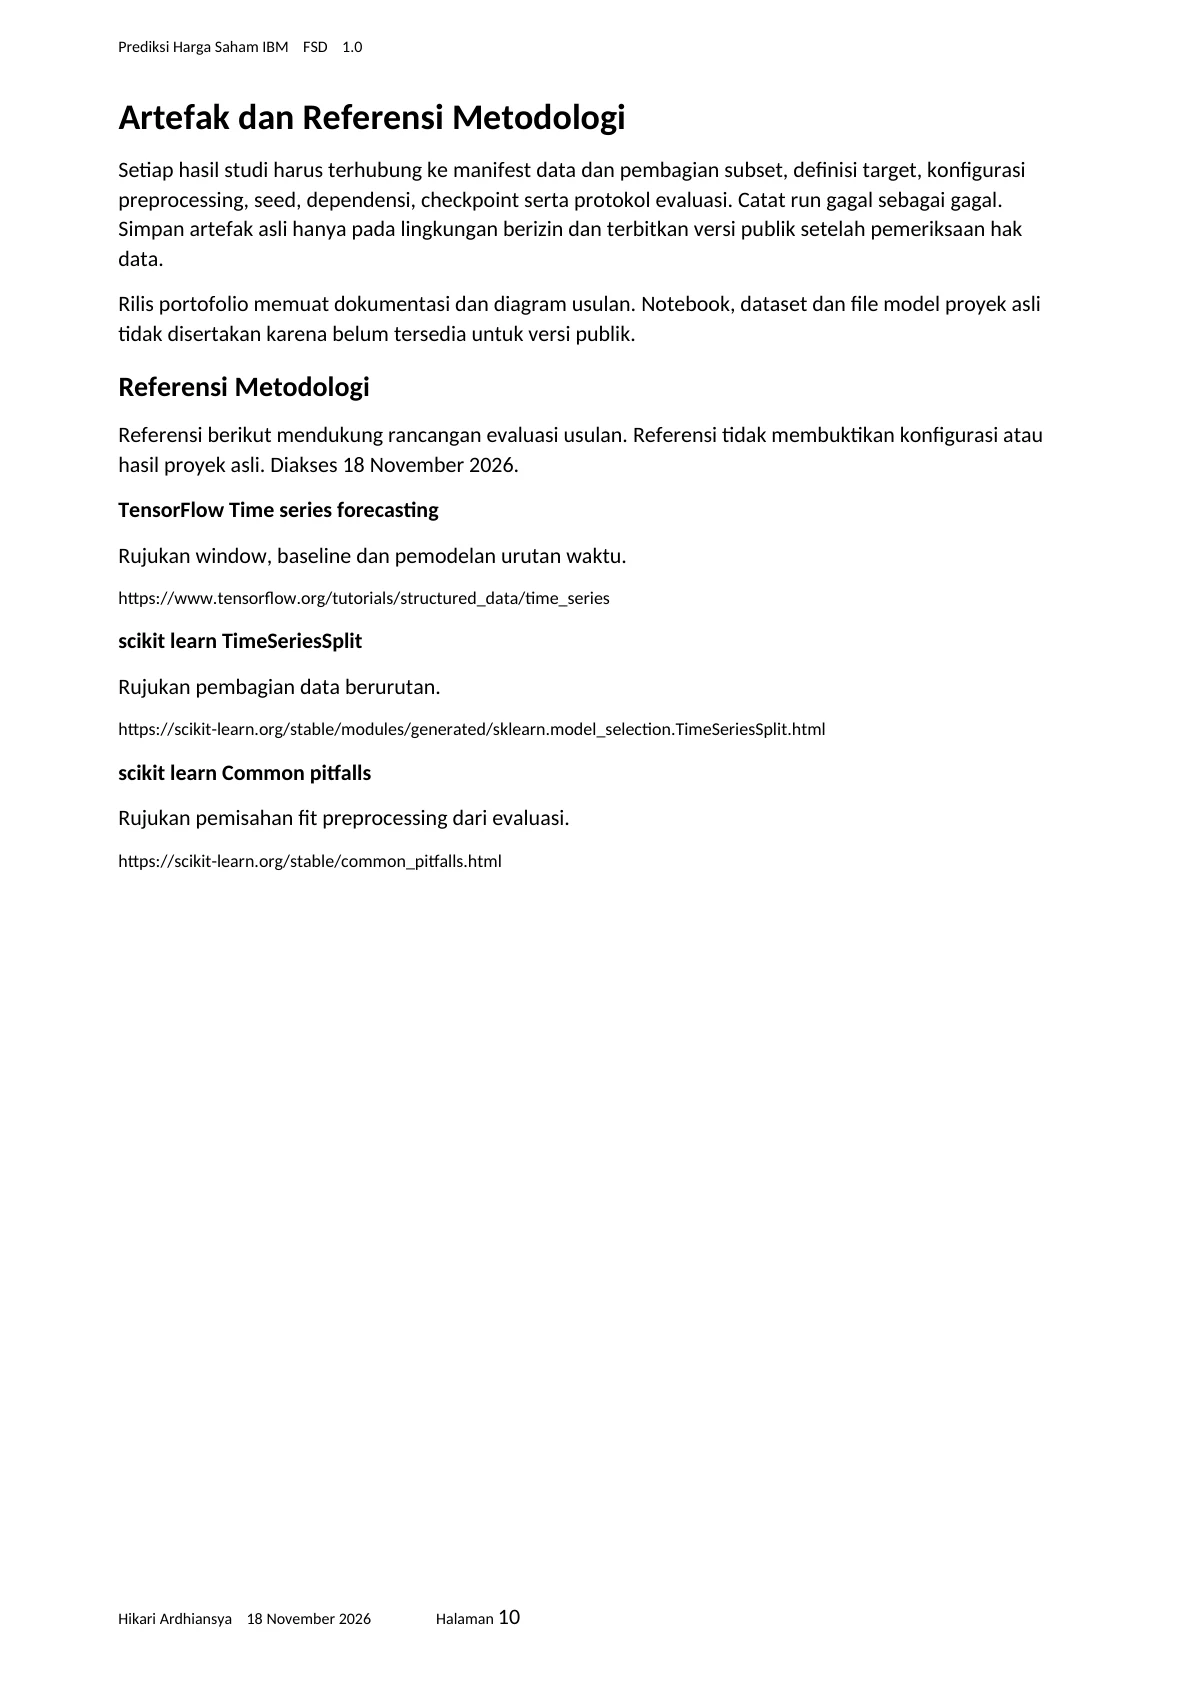 Prediksi Harga Saham IBM FSD 1.0
Artefak dan Referensi Metodologi
Setiap hasil studi harus terhubung ke manifest data dan pembagian subset, definisi target, konfigurasi
preprocessing, seed, dependensi, checkpoint serta protokol evaluasi. Catat run gagal sebagai gagal.
Simpan artefak asli hanya pada lingkungan berizin dan terbitkan versi publik setelah pemeriksaan hak
data.
Rilis portofolio memuat dokumentasi dan diagram usulan. Notebook, dataset dan file model proyek asli
tidak disertakan karena belum tersedia untuk versi publik.
Referensi Metodologi
Referensi berikut mendukung rancangan evaluasi usulan. Referensi tidak membuktikan konfigurasi atau
hasil proyek asli. Diakses 18 November 2026.
TensorFlow Time series forecasting
Rujukan window, baseline dan pemodelan urutan waktu.
https://www.tensorflow.org/tutorials/structured_data/time_series
scikit learn TimeSeriesSplit
Rujukan pembagian data berurutan.
https://scikit-learn.org/stable/modules/generated/sklearn.model_selection.TimeSeriesSplit.html
scikit learn Common pitfalls
Rujukan pemisahan fit preprocessing dari evaluasi.
https://scikit-learn.org/stable/common_pitfalls.html
Hikari Ardhiansya 18 November 2026 Halaman 10